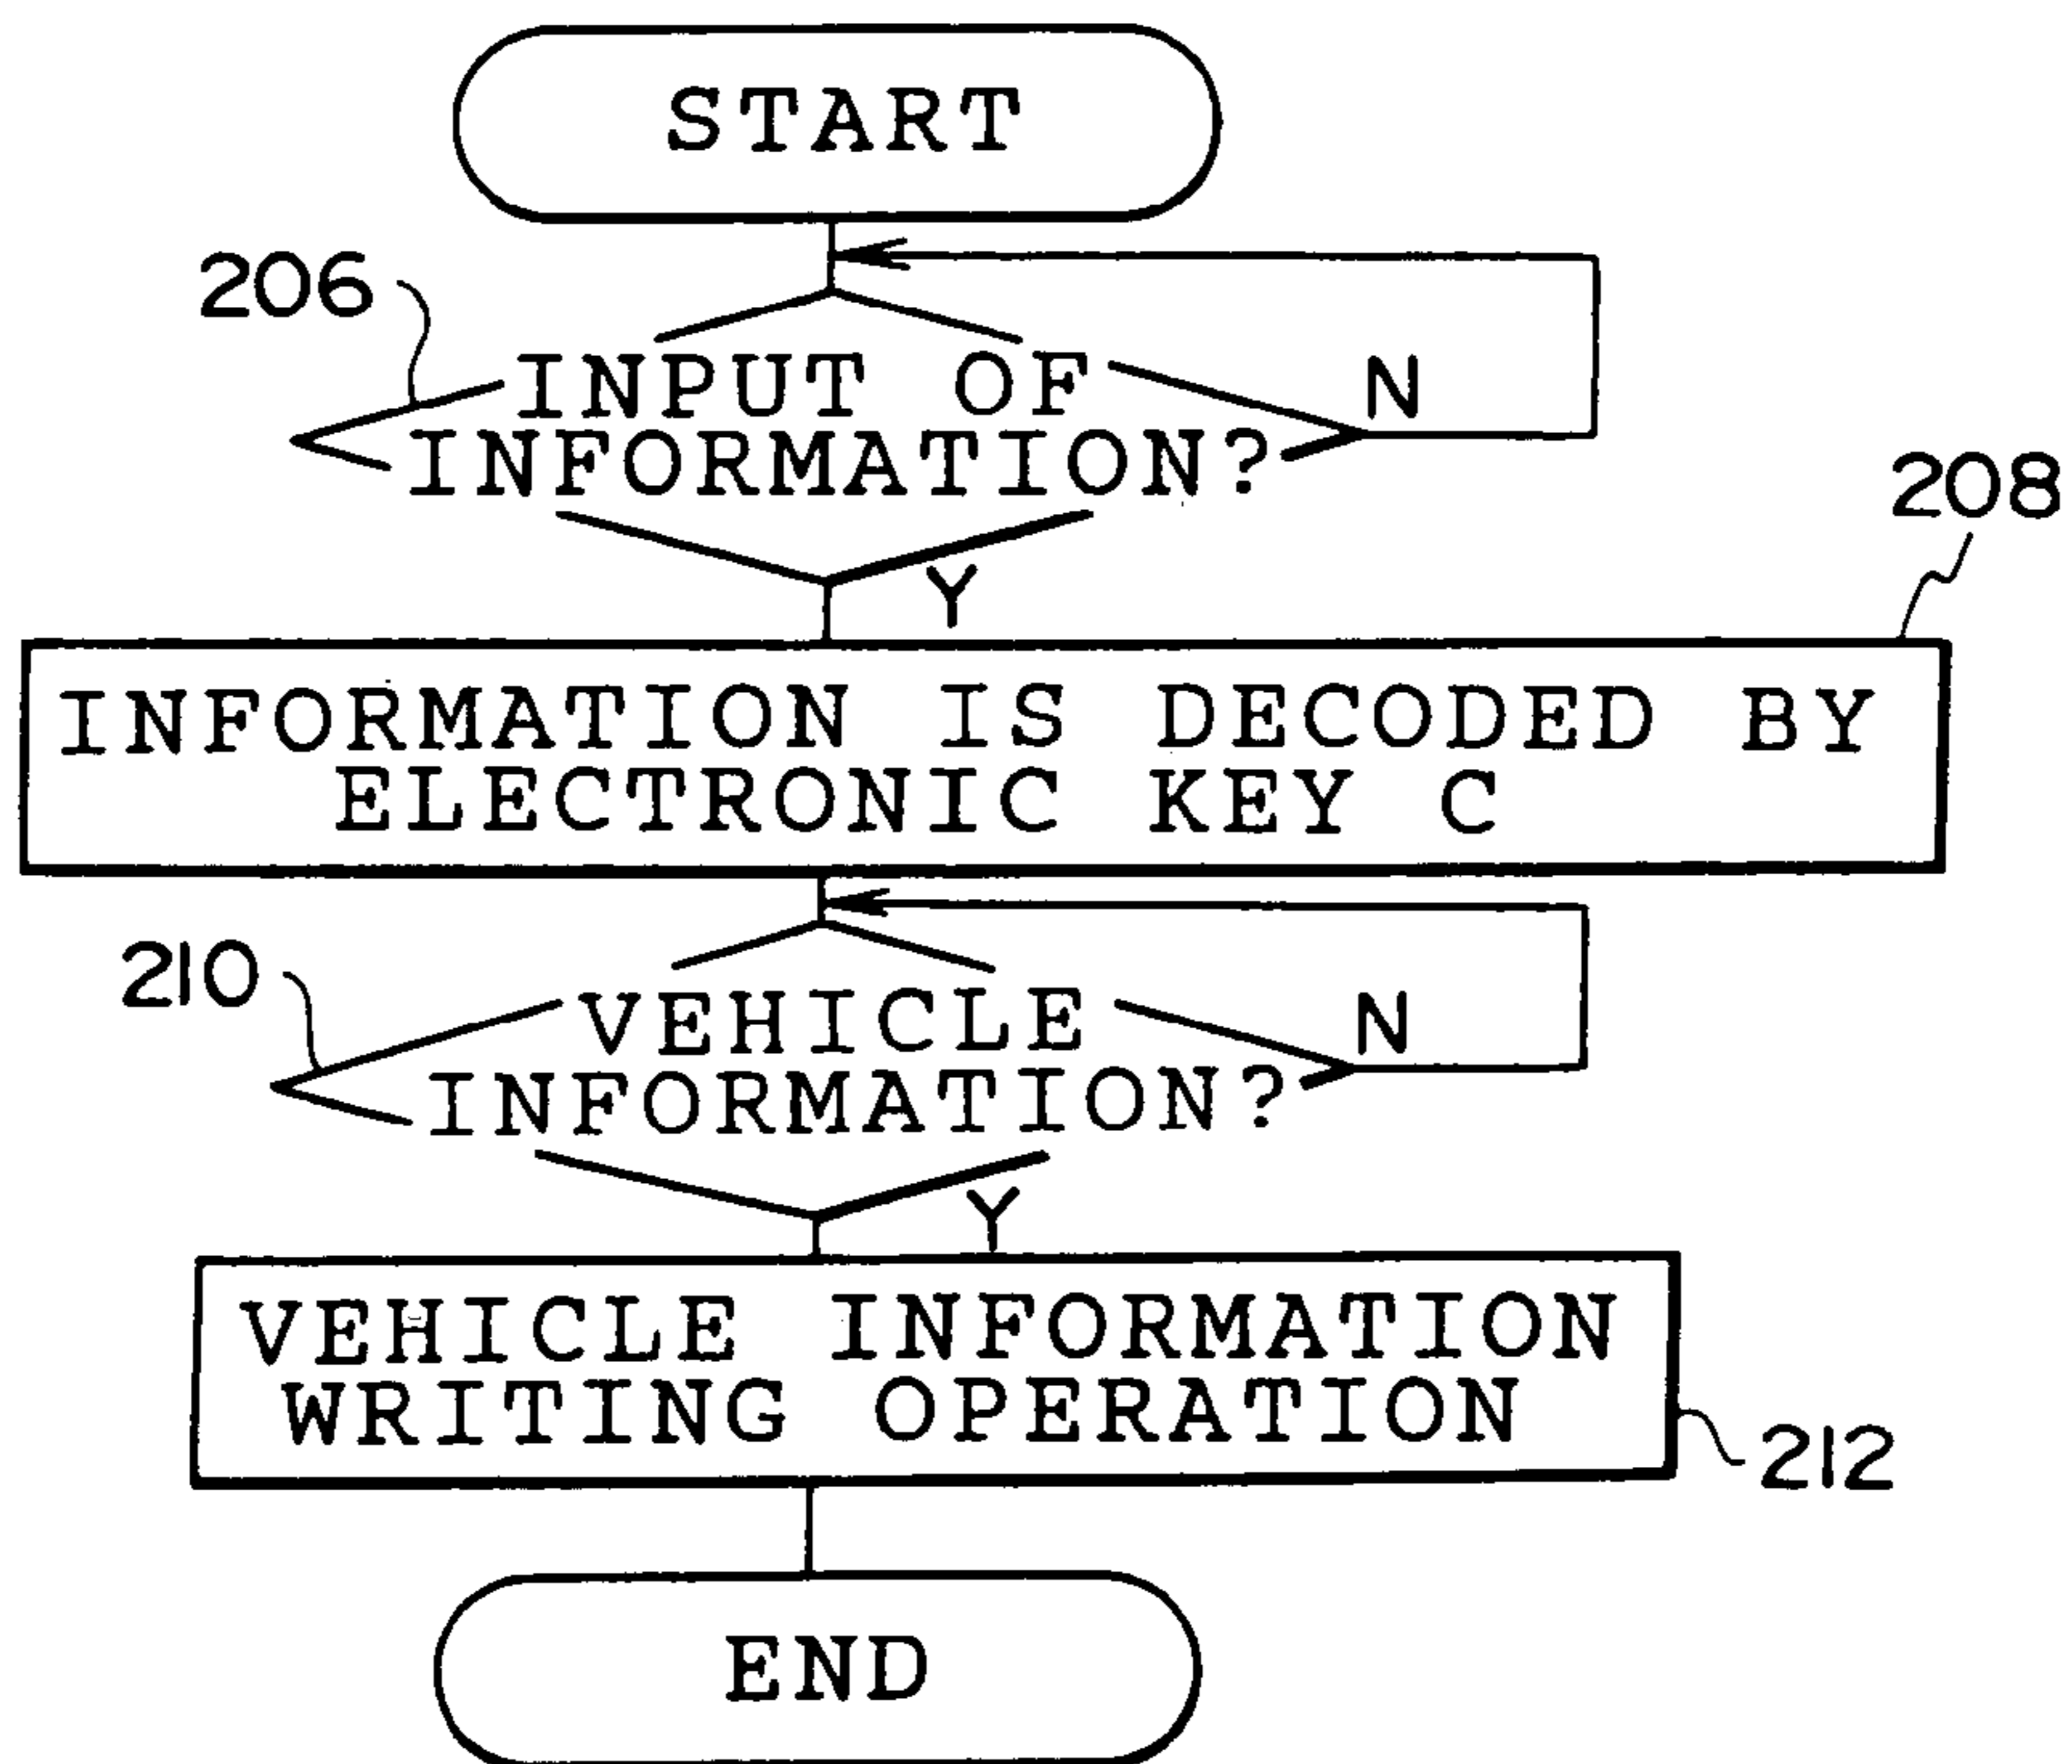 START
206
INPUT OF
N
INFORMATION?
208
Y
INFORMATION IS DECODED BY
ELECTRONIC KEY C
210
VEHICLE
N
INFORMATION?
Y
VEHICLE INFORMATION
WRITING OPERATION
212
END